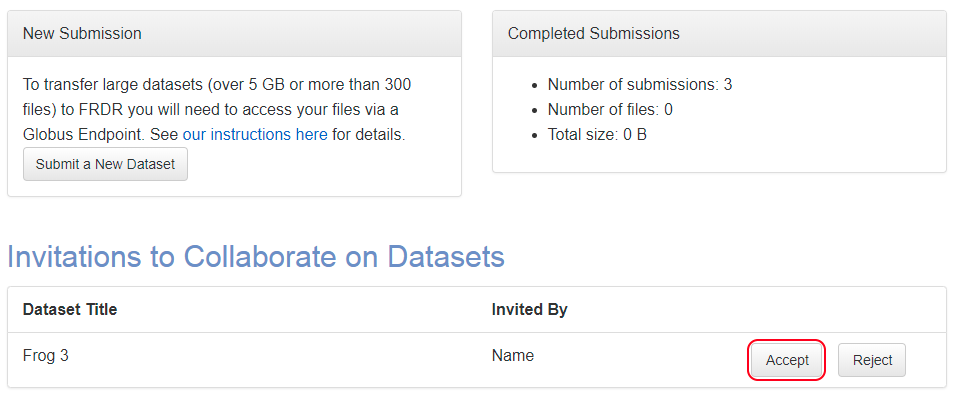 New Submission
To transfer large datasets (over 5 GB or more than 300
files) to FRDR you will need to access your files via a
Globus Endpoint. See our instructions here for details.
Submit a New Dataset
Completed Submissions
Number of submissions: 3
Number of files: 0
Total size: 0 B
Invitations to Collaborate on Datasets
Dataset Title Invited By
Frog 3 Name Accept Reject